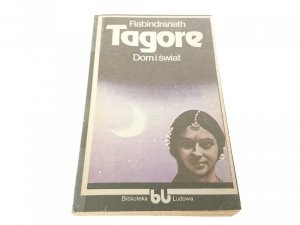 Rabindranath
Tagore
Dom i świat
Biblioteka bl Ludowa